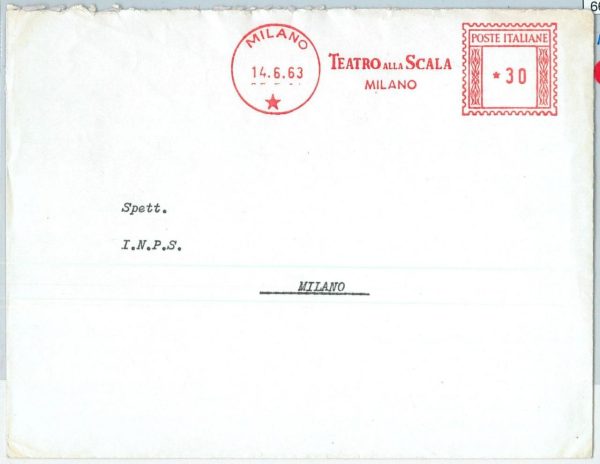 MILANO
14.6.63
TEATRO ALLA SCALA
MILANO
POSTE ITALIANE
* 30
Spett.
I.N.P.S.
MILANO